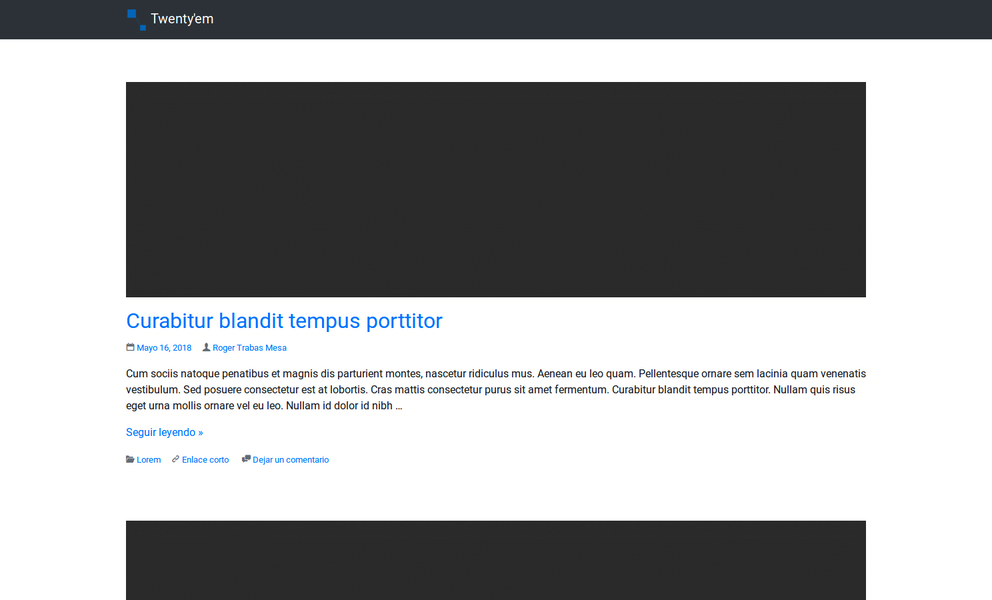 Twenty'em
Curabitur blandit tempus porttitor
Mayo 16, 2018 Roger Trabas Mesa
Cum sociis natoque penatibus et magnis dis parturient montes, nascetur ridiculus mus. Aenean eu leo quam. Pellentesque ornare sem lacinia quam venenatis
vestibulum. Sed posuere consectetur est at lobortis. Cras mattis consectetur purus sit amet fermentum. Curabitur blandit tempus porttitor. Nullam quis risus
eget urna mollis ornare vel eu leo. Nullam id dolor id nibh ...
Seguir leyendo »
Lorem Enlace corto Dejar un comentario